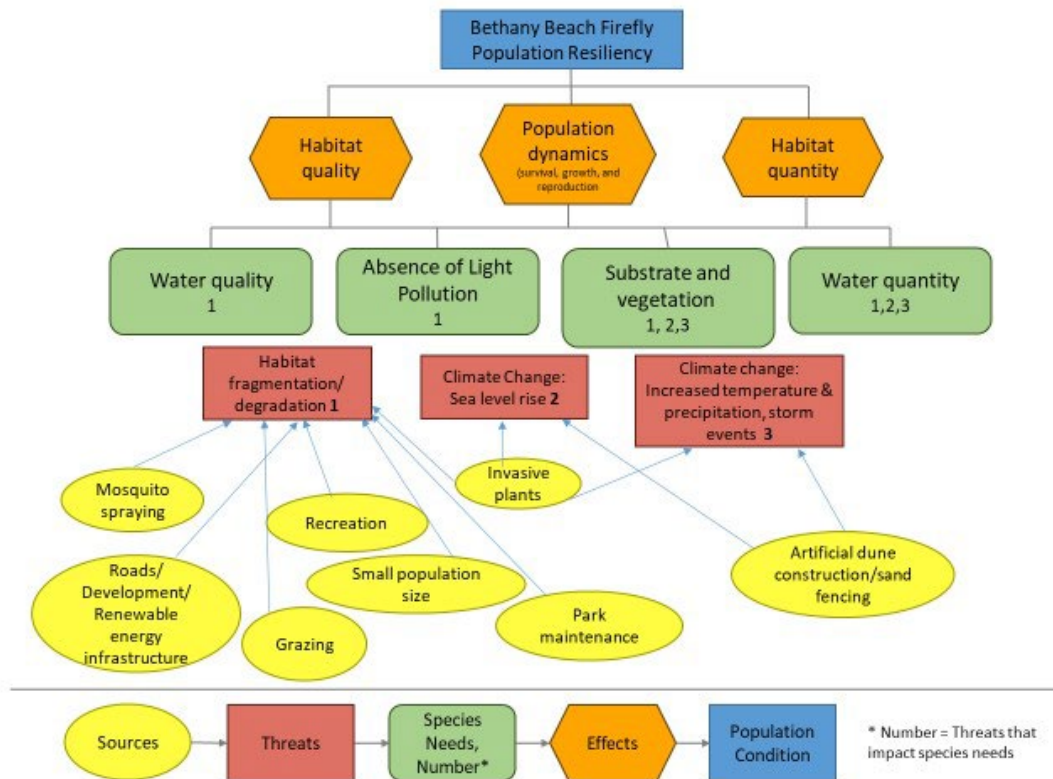 Bethany Beach Firefly
Population Resiliency
Habitat
quality
Population
dynamics
(survival, growth, and
reproduction
Habitat
quantity
Water quality
1
Absence of Light
Pollution
1
Substrate and
vegetation
1, 2,3
Water quantity
1,2,3
Habitat
fragmentation/
degradation 1
Climate Change:
Sea level rise 2
Climate change:
Increased temperature &
precipitation, storm
events 3
Mosquito
spraying
Recreation
Invasive
plants
Roads/
Development/
Renewable
energy
infrastructure
Grazing
Small population
size
Park
maintenance
Artificial dune
construction/sand
fencing
Sources
Threats
Species
Needs,
Number*
Effects
Population
Condition
* Number = Threats that
impact species needs